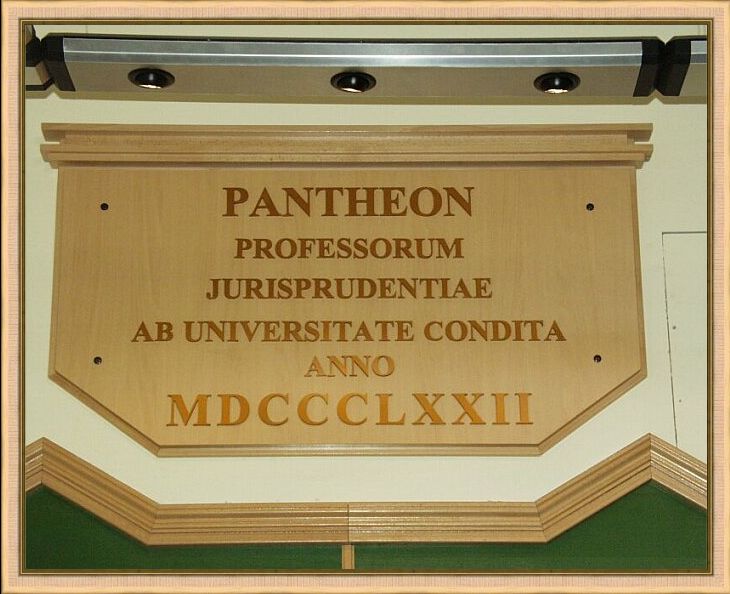 PANTHEON
PROFESSORUM
JURISPRUDENTIAE
AB UNIVERSITATE CONDITA
ANNO
MDCCCLXXII